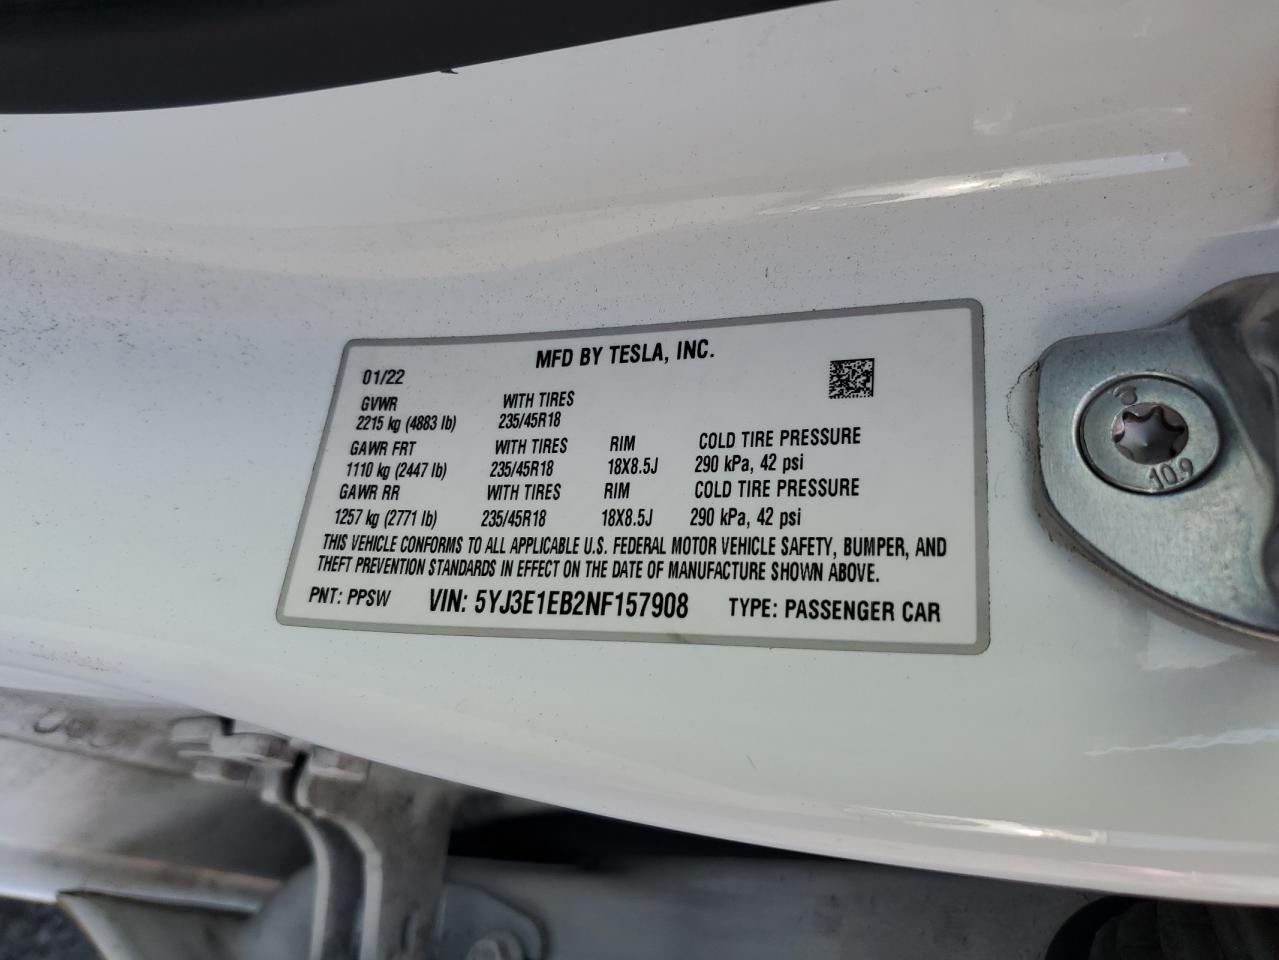 MFD BY TESLA, INC.
01/22
GVWR WITH TIRES
2215 kg (4883 lb) 235/45R18
GAWR FRT WITH TIRES RIM COLD TIRE PRESSURE
1110 kg (2447 lb) 235/45R18 18X8.5J 290 kPa, 42 psi
GAWR RR WITH TIRES RIM COLD TIRE PRESSURE
1257 kg (2771 lb) 235/45R18 18X8.5J 290 kPa, 42 psi
THIS VEHICLE CONFORMS TO ALL APPLICABLE U.S. FEDERAL MOTOR VEHICLE SAFETY, BUMPER, AND
THEFT PREVENTION STANDARDS IN EFFECT ON THE DATE OF MANUFACTURE SHOWN ABOVE.
PNT: PPSW VIN: 5YJ3E1EB2NF157908 TYPE: PASSENGER CAR
10.9